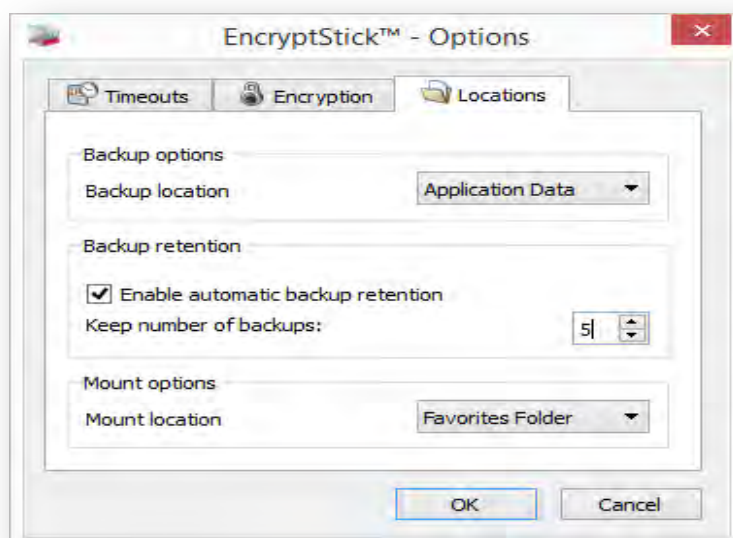 EncryptStick™ - Options
Timeouts Encryption Locations
Backup options
Backup location Application Data
Backup retention
Enable automatic backup retention
Keep number of backups: 5
Mount options
Mount location Favorites Folder
OK Cancel